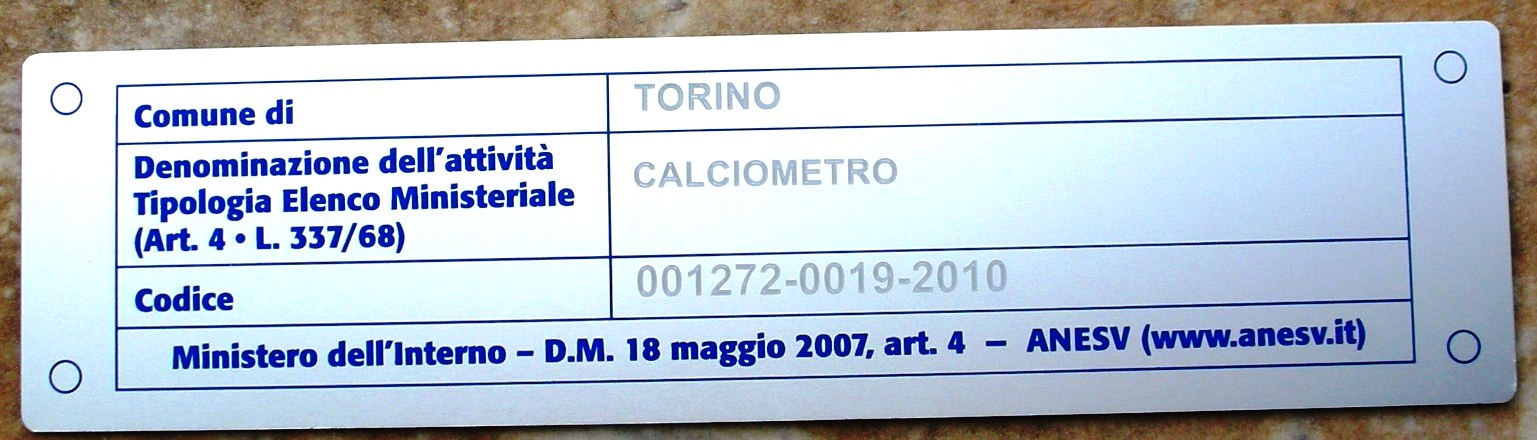 Comune di TORINO
Denominazione dell'attività
Tipologia Elenco Ministeriale
(Art. 4 • L. 337/68)
CALCIOMETRO
Codice 001272-0019-2010
Ministero dell'Interno – D.M. 18 maggio 2007, art. 4 – ANESV (www.anesv.it)